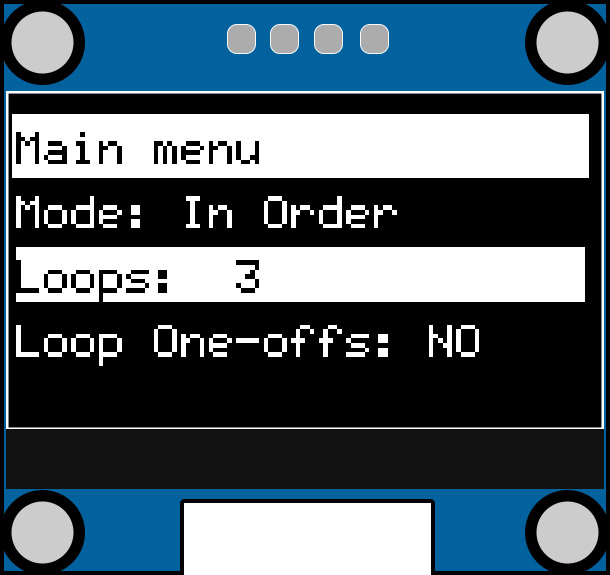 Main menu
Mode: In Order
Loops:  3
Loop One-offs: NO